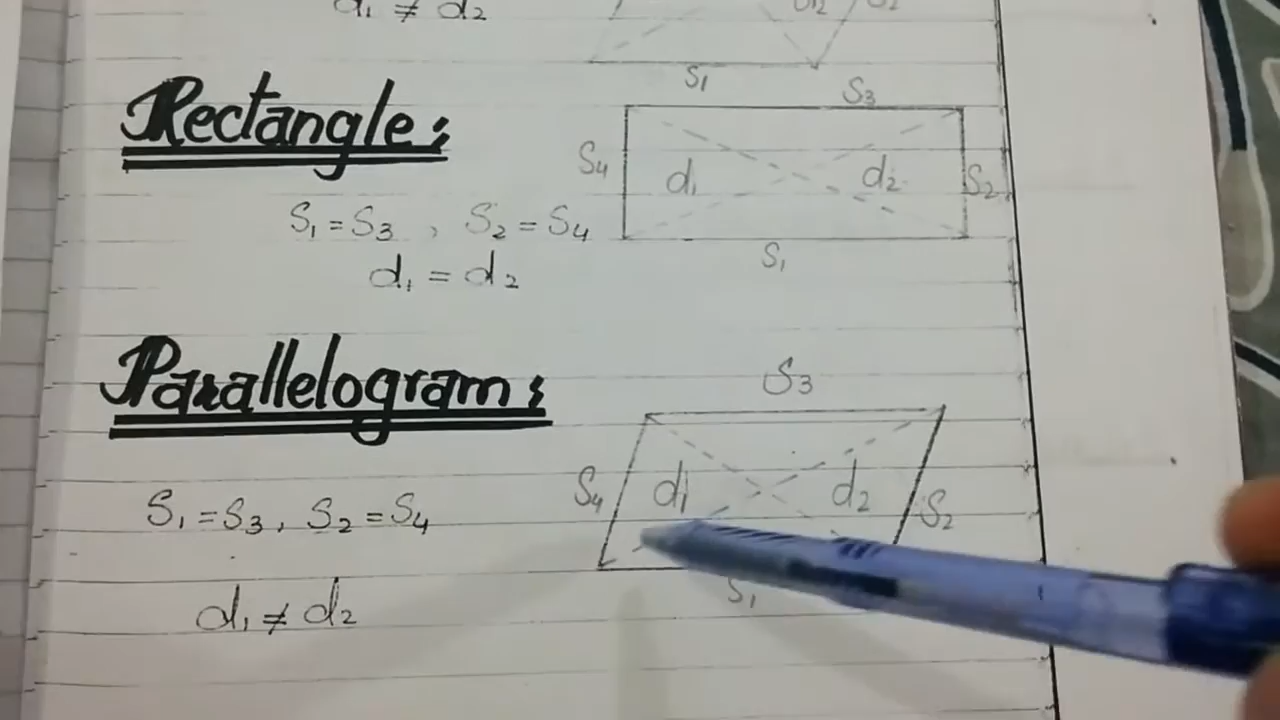 d₁ ≠ d₂
S₁
Rectangle:
S₃
S₄ d₁ d₂ S₂
S₁
S₁ = S₃ , S₂ = S₄
d₁ = d₂
Parallelogram:
S₃
S₄ d₁ d₂ S₂
S₁
S₁ = S₃, S₂ = S₄
d₁ ≠ d₂